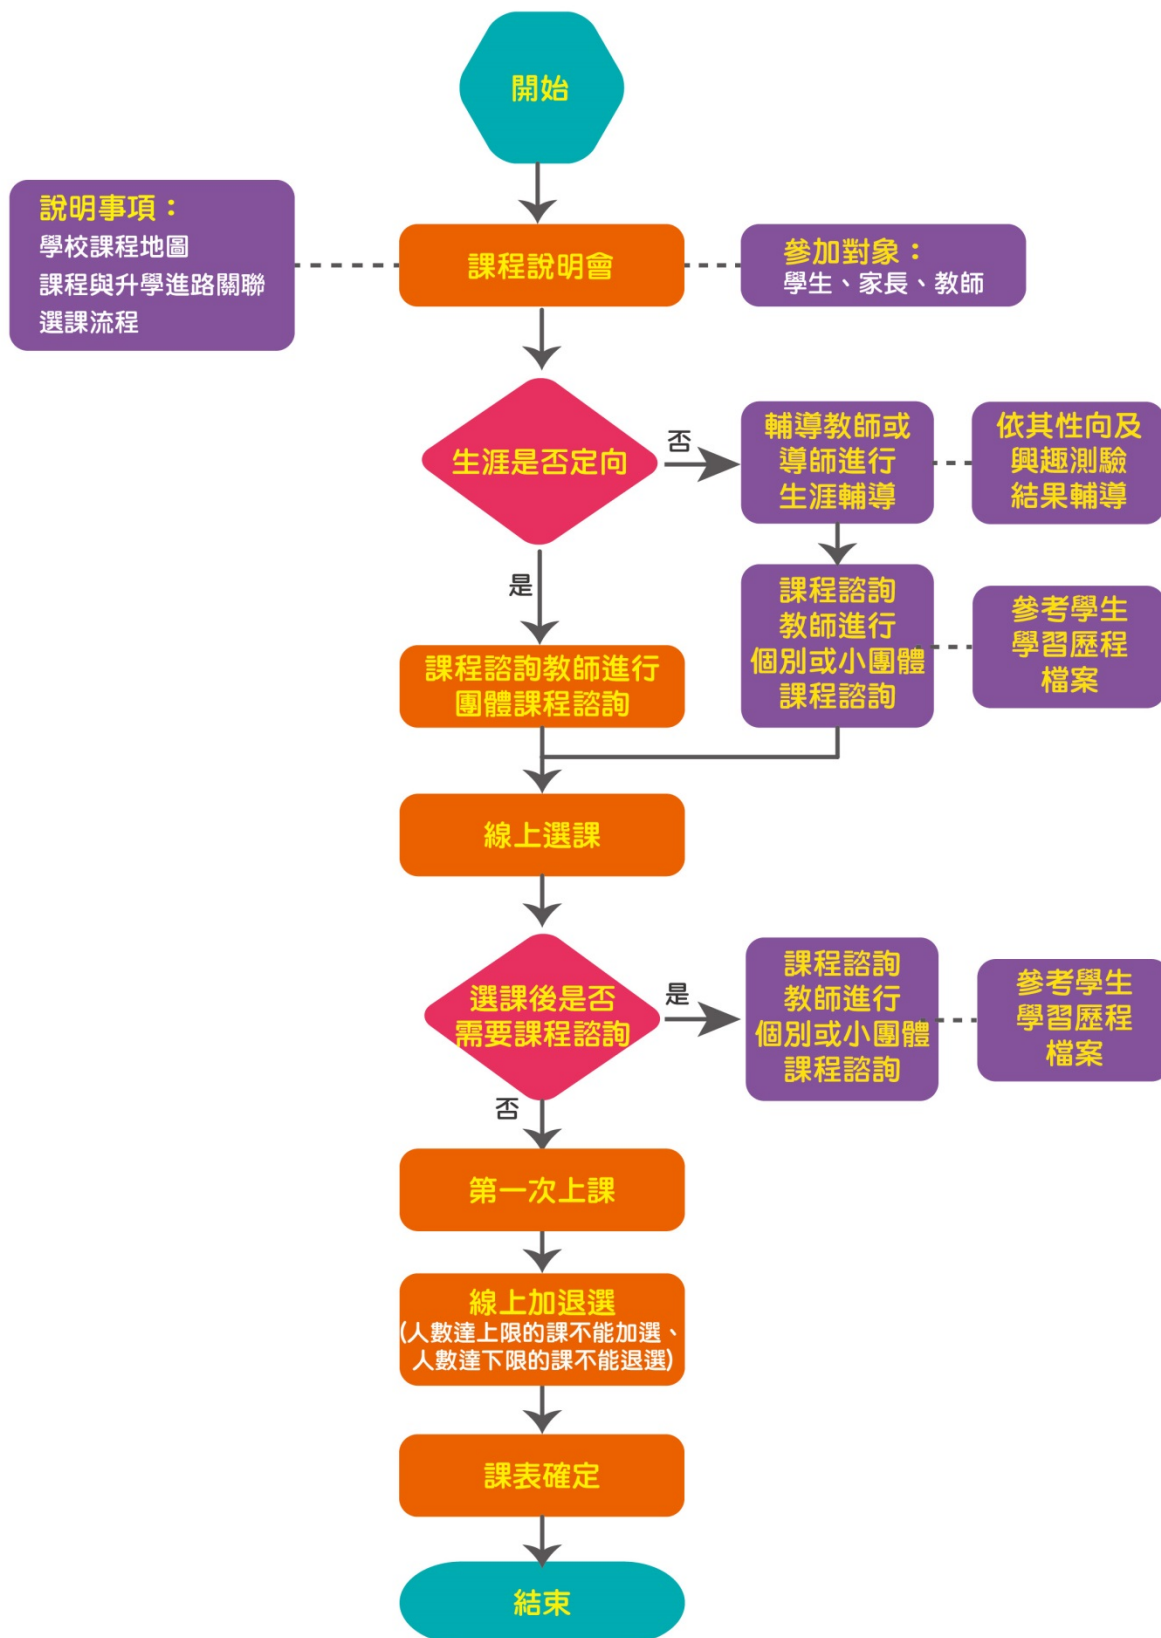 開始
說明事項：
學校課程地圖
課程與升學進路關聯
選課流程
課程說明會
參加對象：
學生、家長、教師
生涯是否定向
否
輔導教師或
導師進行
生涯輔導
依其性向及
興趣測驗
結果輔導
是
課程諮詢教師進行
團體課程諮詢
課程諮詢
教師進行
個別或小團體
課程諮詢
參考學生
學習歷程
檔案
線上選課
選課後是否
需要課程諮詢
是
課程諮詢
教師進行
個別或小團體
課程諮詢
參考學生
學習歷程
檔案
否
第一次上課
線上加退選
(人數達上限的課不能加選、
人數達下限的課不能退選)
課表確定
結束